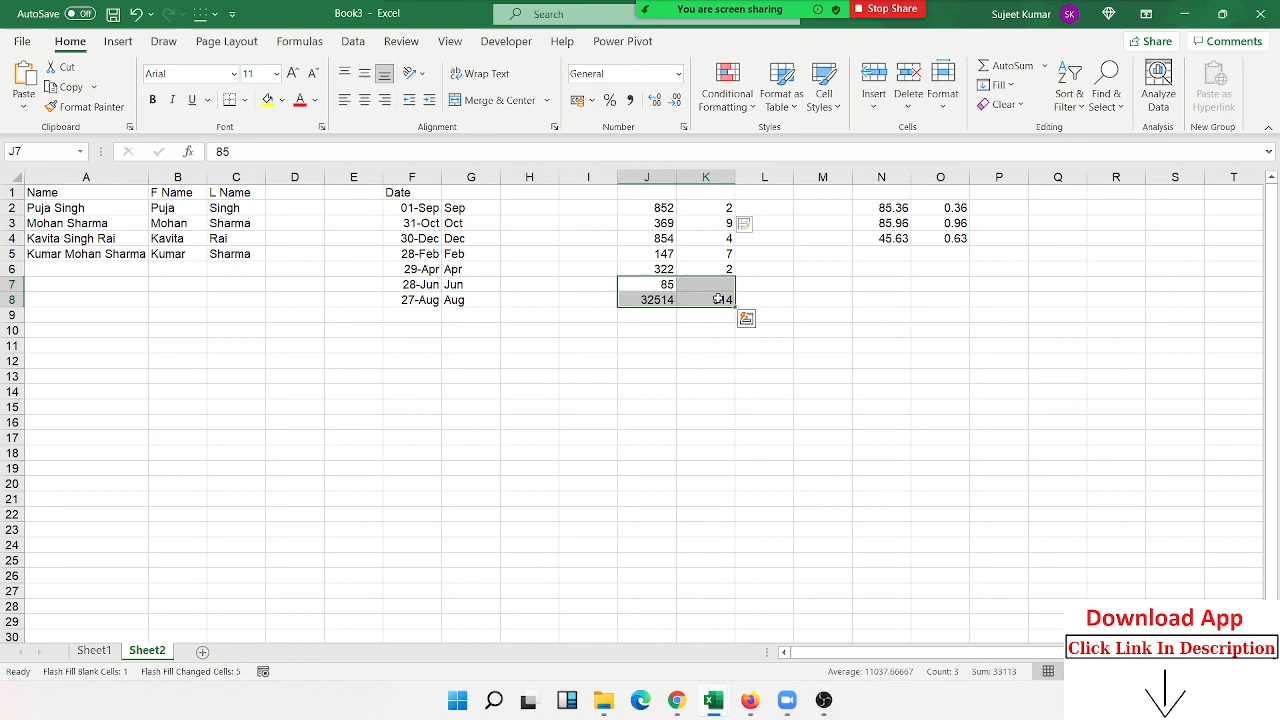 AutoSave Off Book3 - Excel Search You are screen sharing Stop Share Sujeet Kumar SK
File Home Insert Draw Page Layout Formulas Data Review View Developer Help Power Pivot Share Comments
Paste Cut Copy Format Painter Clipboard
Arial 11 B I U Font
Wrap Text Merge & Center Alignment
General Number
Conditional Formatting Format as Table Cell Styles Styles
Insert Delete Format Cells
AutoSum Fill Clear Sort & Filter Find & Select Editing
Analyze Data Analysis
Paste as Hyperlink New Group
J7 fx 85
A B C D E F G H I J K L M N O P Q R S T
1 Name F Name L Name Date
2 Puja Singh Puja Singh 01-Sep Sep 852 2 85.36 0.36
3 Mohan Sharma Mohan Sharma 31-Oct Oct 369 9 85.96 0.96
4 Kavita Singh Rai Kavita Rai 30-Dec Dec 854 4 45.63 0.63
5 Kumar Mohan Sharma Kumar Sharma 28-Feb Feb 147 7
6 29-Apr Apr 322 2
7 28-Jun Jun 85
8 27-Aug Aug 32514
9
10
11
12
13
14
15
16
17
18
19
20
21
22
23
24
25
26
27
28
29
30
Download App
Click Link In Description
Sheet1 Sheet2
Ready Flash Fill Blank Cells: 1 Flash Fill Changed Cells: 5 Average: 11037.66667 Count: 3 Sum: 33113